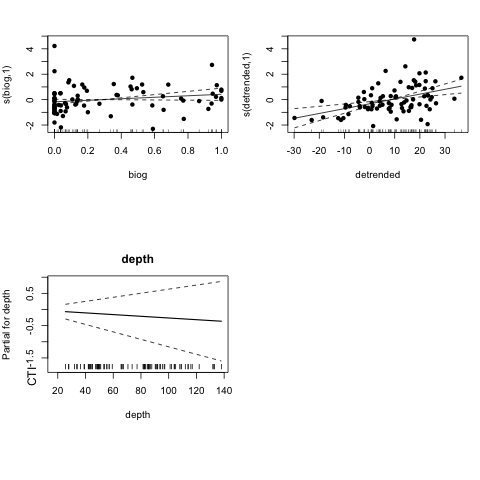 s(biog,1)
4
2
0
-2
0.0 0.2 0.4 0.6 0.8 1.0
biog
s(detrended,1)
4
2
0
-2
-30 -20 -10 0 10 20 30
detrended
depth
Partial for depth
0.5
-0.5
-1.5
CTI
20 40 60 80 100 120 140
depth